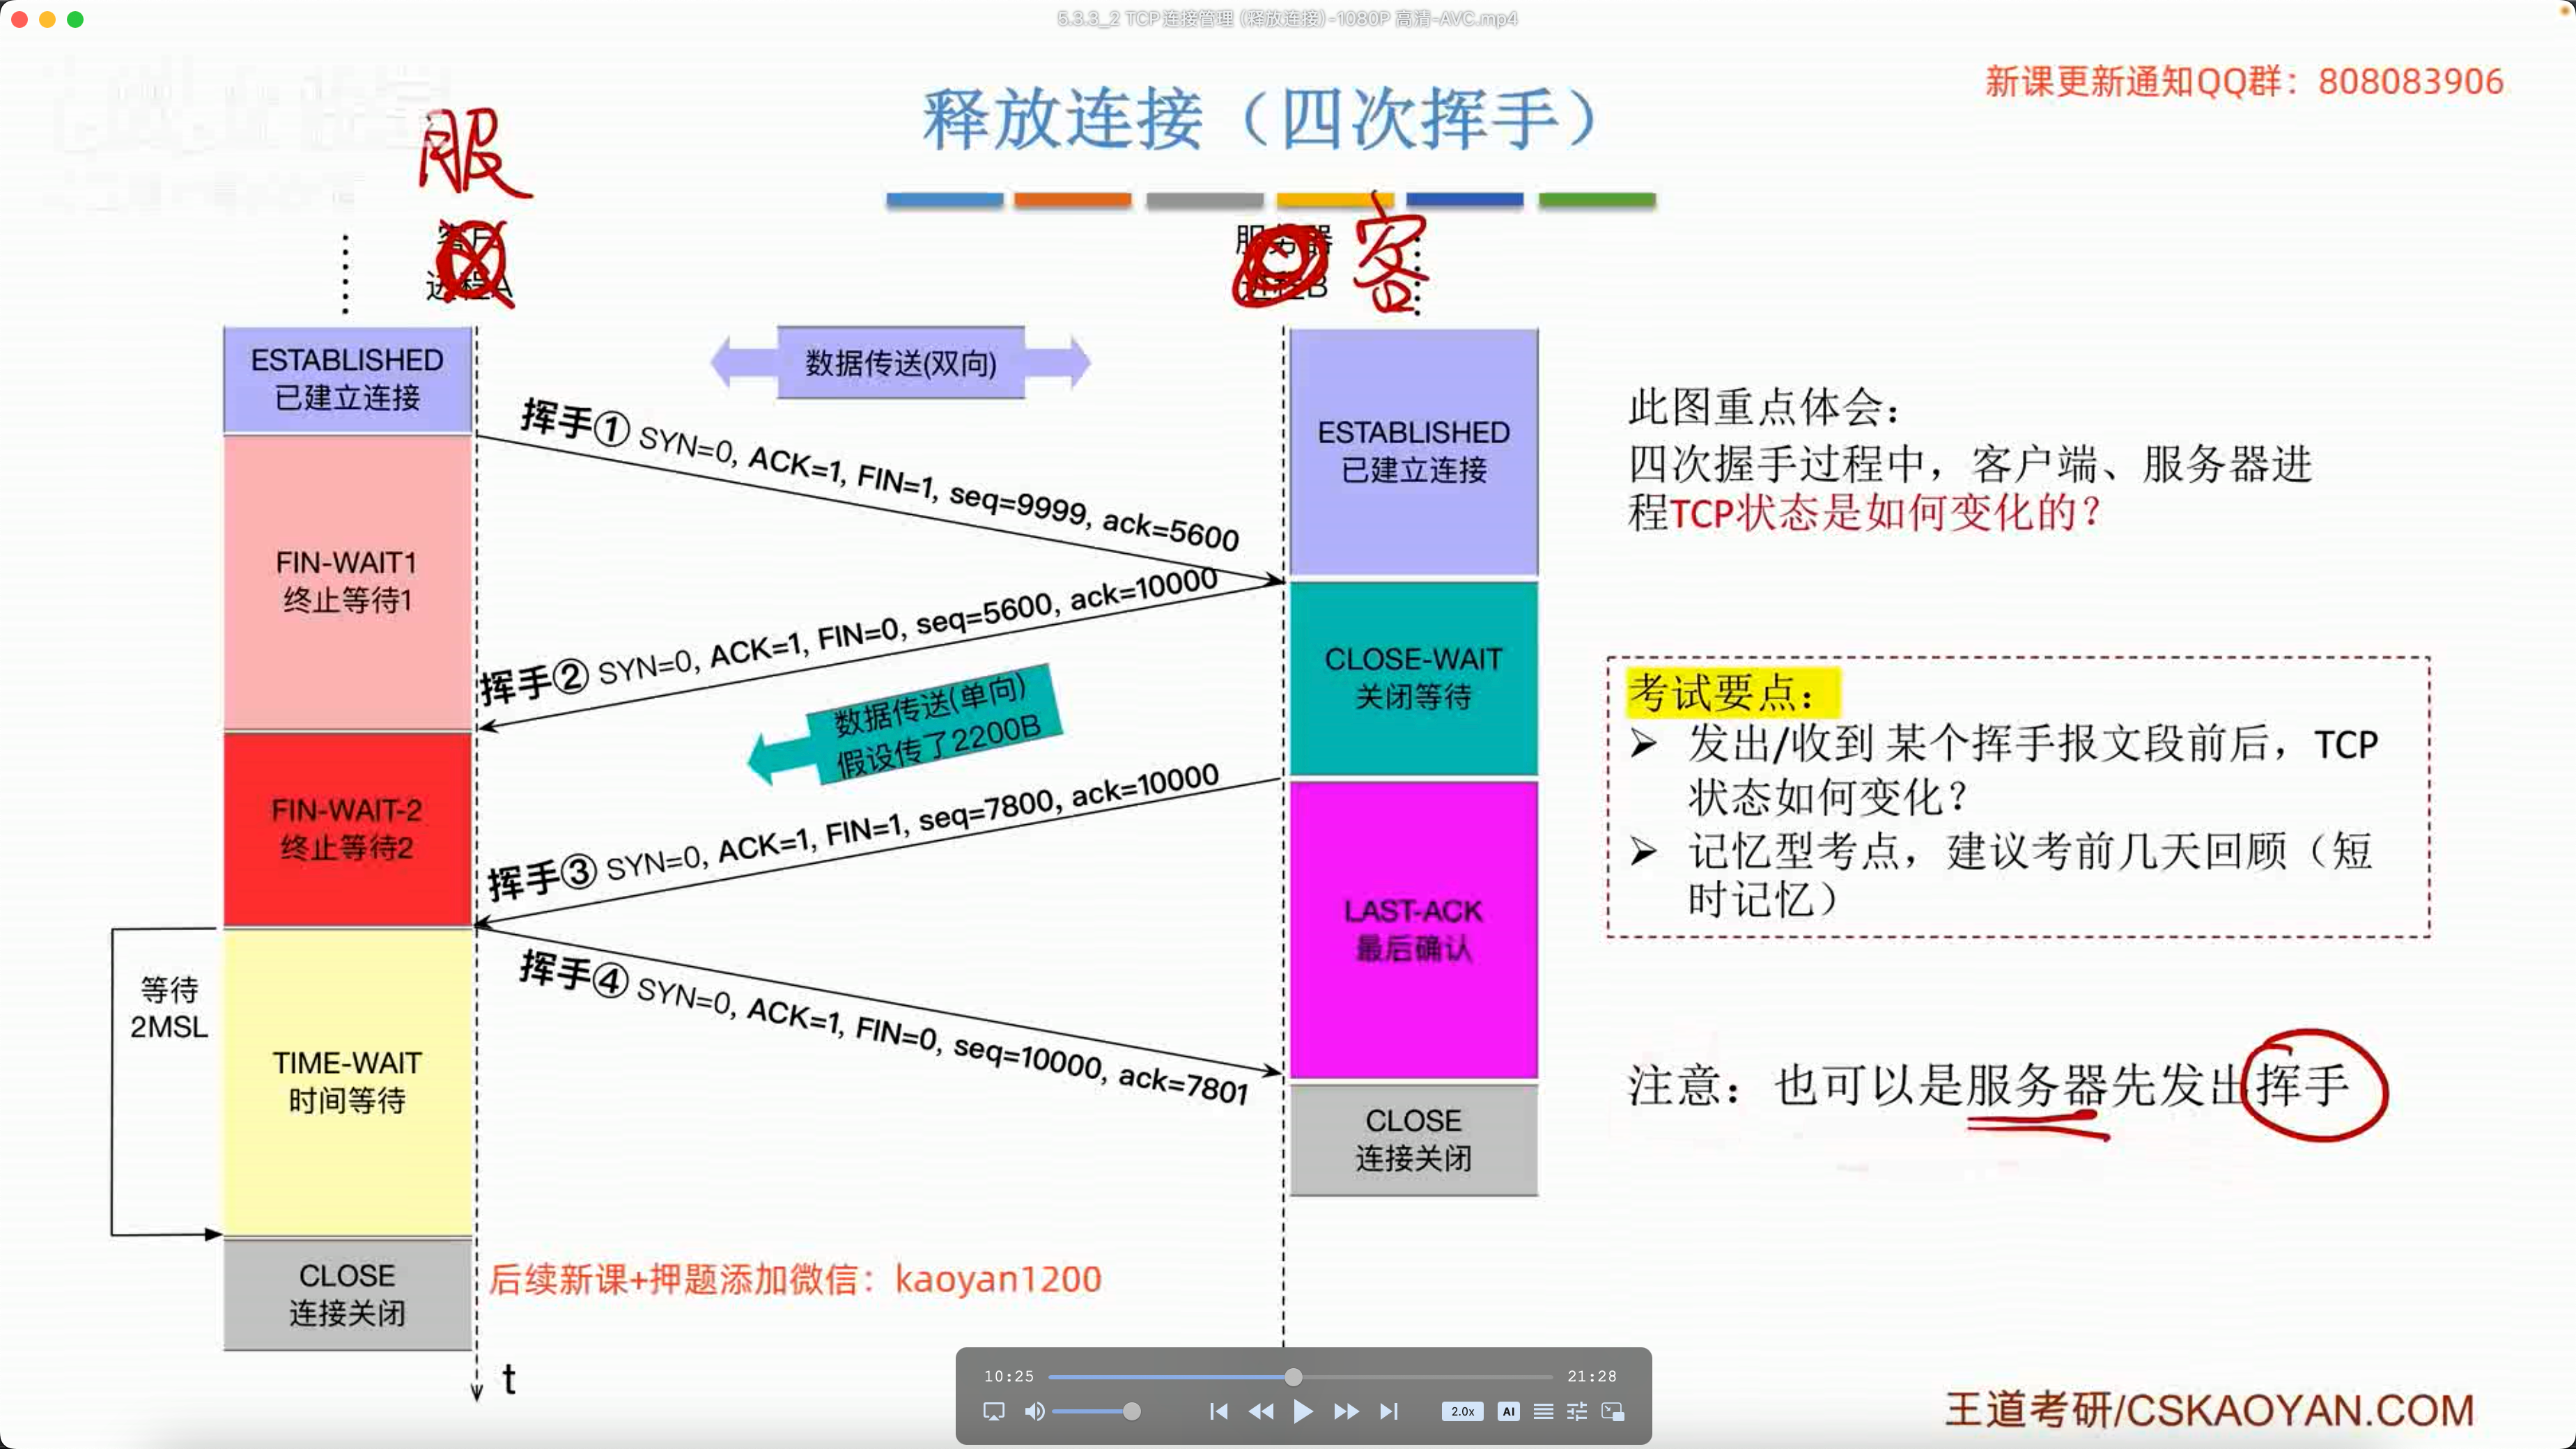 5.3.3_2 TCP连接管理 (释放连接)-1080P 高清-AVC.mp4
新课更新通知QQ群：808083906
释放连接（四次挥手）
服
客户
进程A
服务器
进程B
客
ESTABLISHED
已建立连接
FIN-WAIT1
终止等待1
FIN-WAIT-2
终止等待2
等待
2MSL
TIME-WAIT
时间等待
CLOSE
连接关闭
数据传送(双向)
挥手① SYN=0, ACK=1, FIN=1, seq=9999, ack=5600
挥手② SYN=0, ACK=1, FIN=0, seq=5600, ack=10000
数据传送(单向)
假设传了2200B
挥手③ SYN=0, ACK=1, FIN=1, seq=7800, ack=10000
挥手④ SYN=0, ACK=1, FIN=0, seq=10000, ack=7801
t
ESTABLISHED
已建立连接
CLOSE-WAIT
关闭等待
LAST-ACK
最后确认
CLOSE
连接关闭
此图重点体会：
四次握手过程中，客户端、服务器进
程TCP状态是如何变化的？
考试要点：
➢ 发出/收到 某个挥手报文段前后，TCP
状态如何变化？
➢ 记忆型考点，建议考前几天回顾（短
时记忆）
注意：也可以是服务器先发出挥手
后续新课+押题添加微信：kaoyan1200
10:25
21:28
2.0x
AI
王道考研/CSKAOYAN.COM